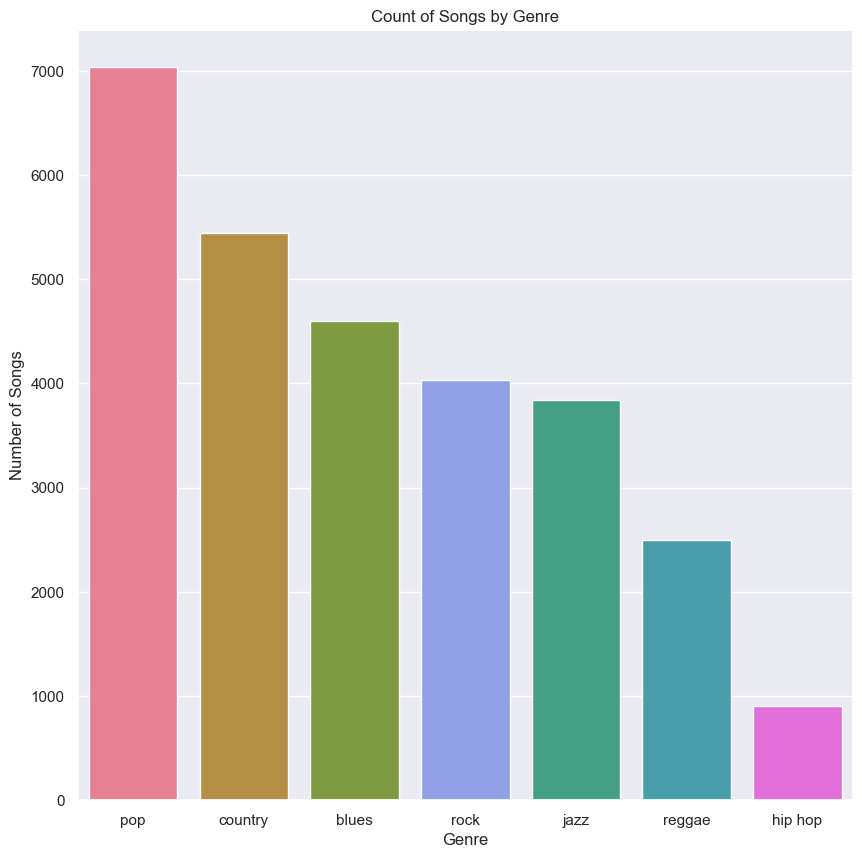 Count of Songs by Genre
Number of Songs
7000
6000
5000
4000
3000
2000
1000
0
pop country blues rock jazz reggae hip hop
Genre